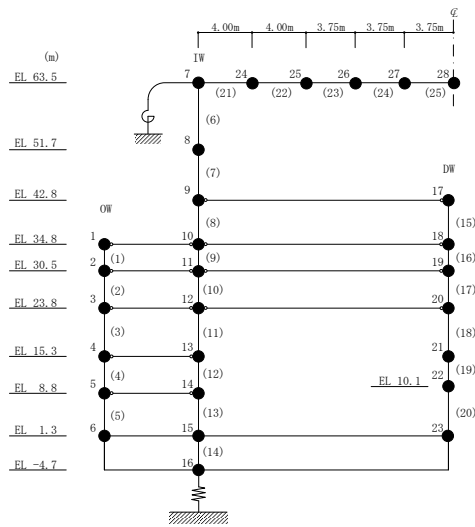 ℄
4.00m 4.00m 3.75m 3.75m 3.75m
(m) IW
EL 63.5 7 24 25 26 27 28
(21) (22) (23) (24) (25)
(6)
EL 51.7 8
(7) DW
EL 42.8 9 17
OW (8) (15)
EL 34.8 1 10 18
(1) (9) (16)
EL 30.5 2 11 19
(2) (10) (17)
EL 23.8 3 12 20
(3) (11) (18)
EL 15.3 4 13 21
(4) (12) (19)
EL 10.1 22
EL 8.8 5 14
(5) (13) (20)
EL 1.3 6 15 23
(14)
EL -4.7 16